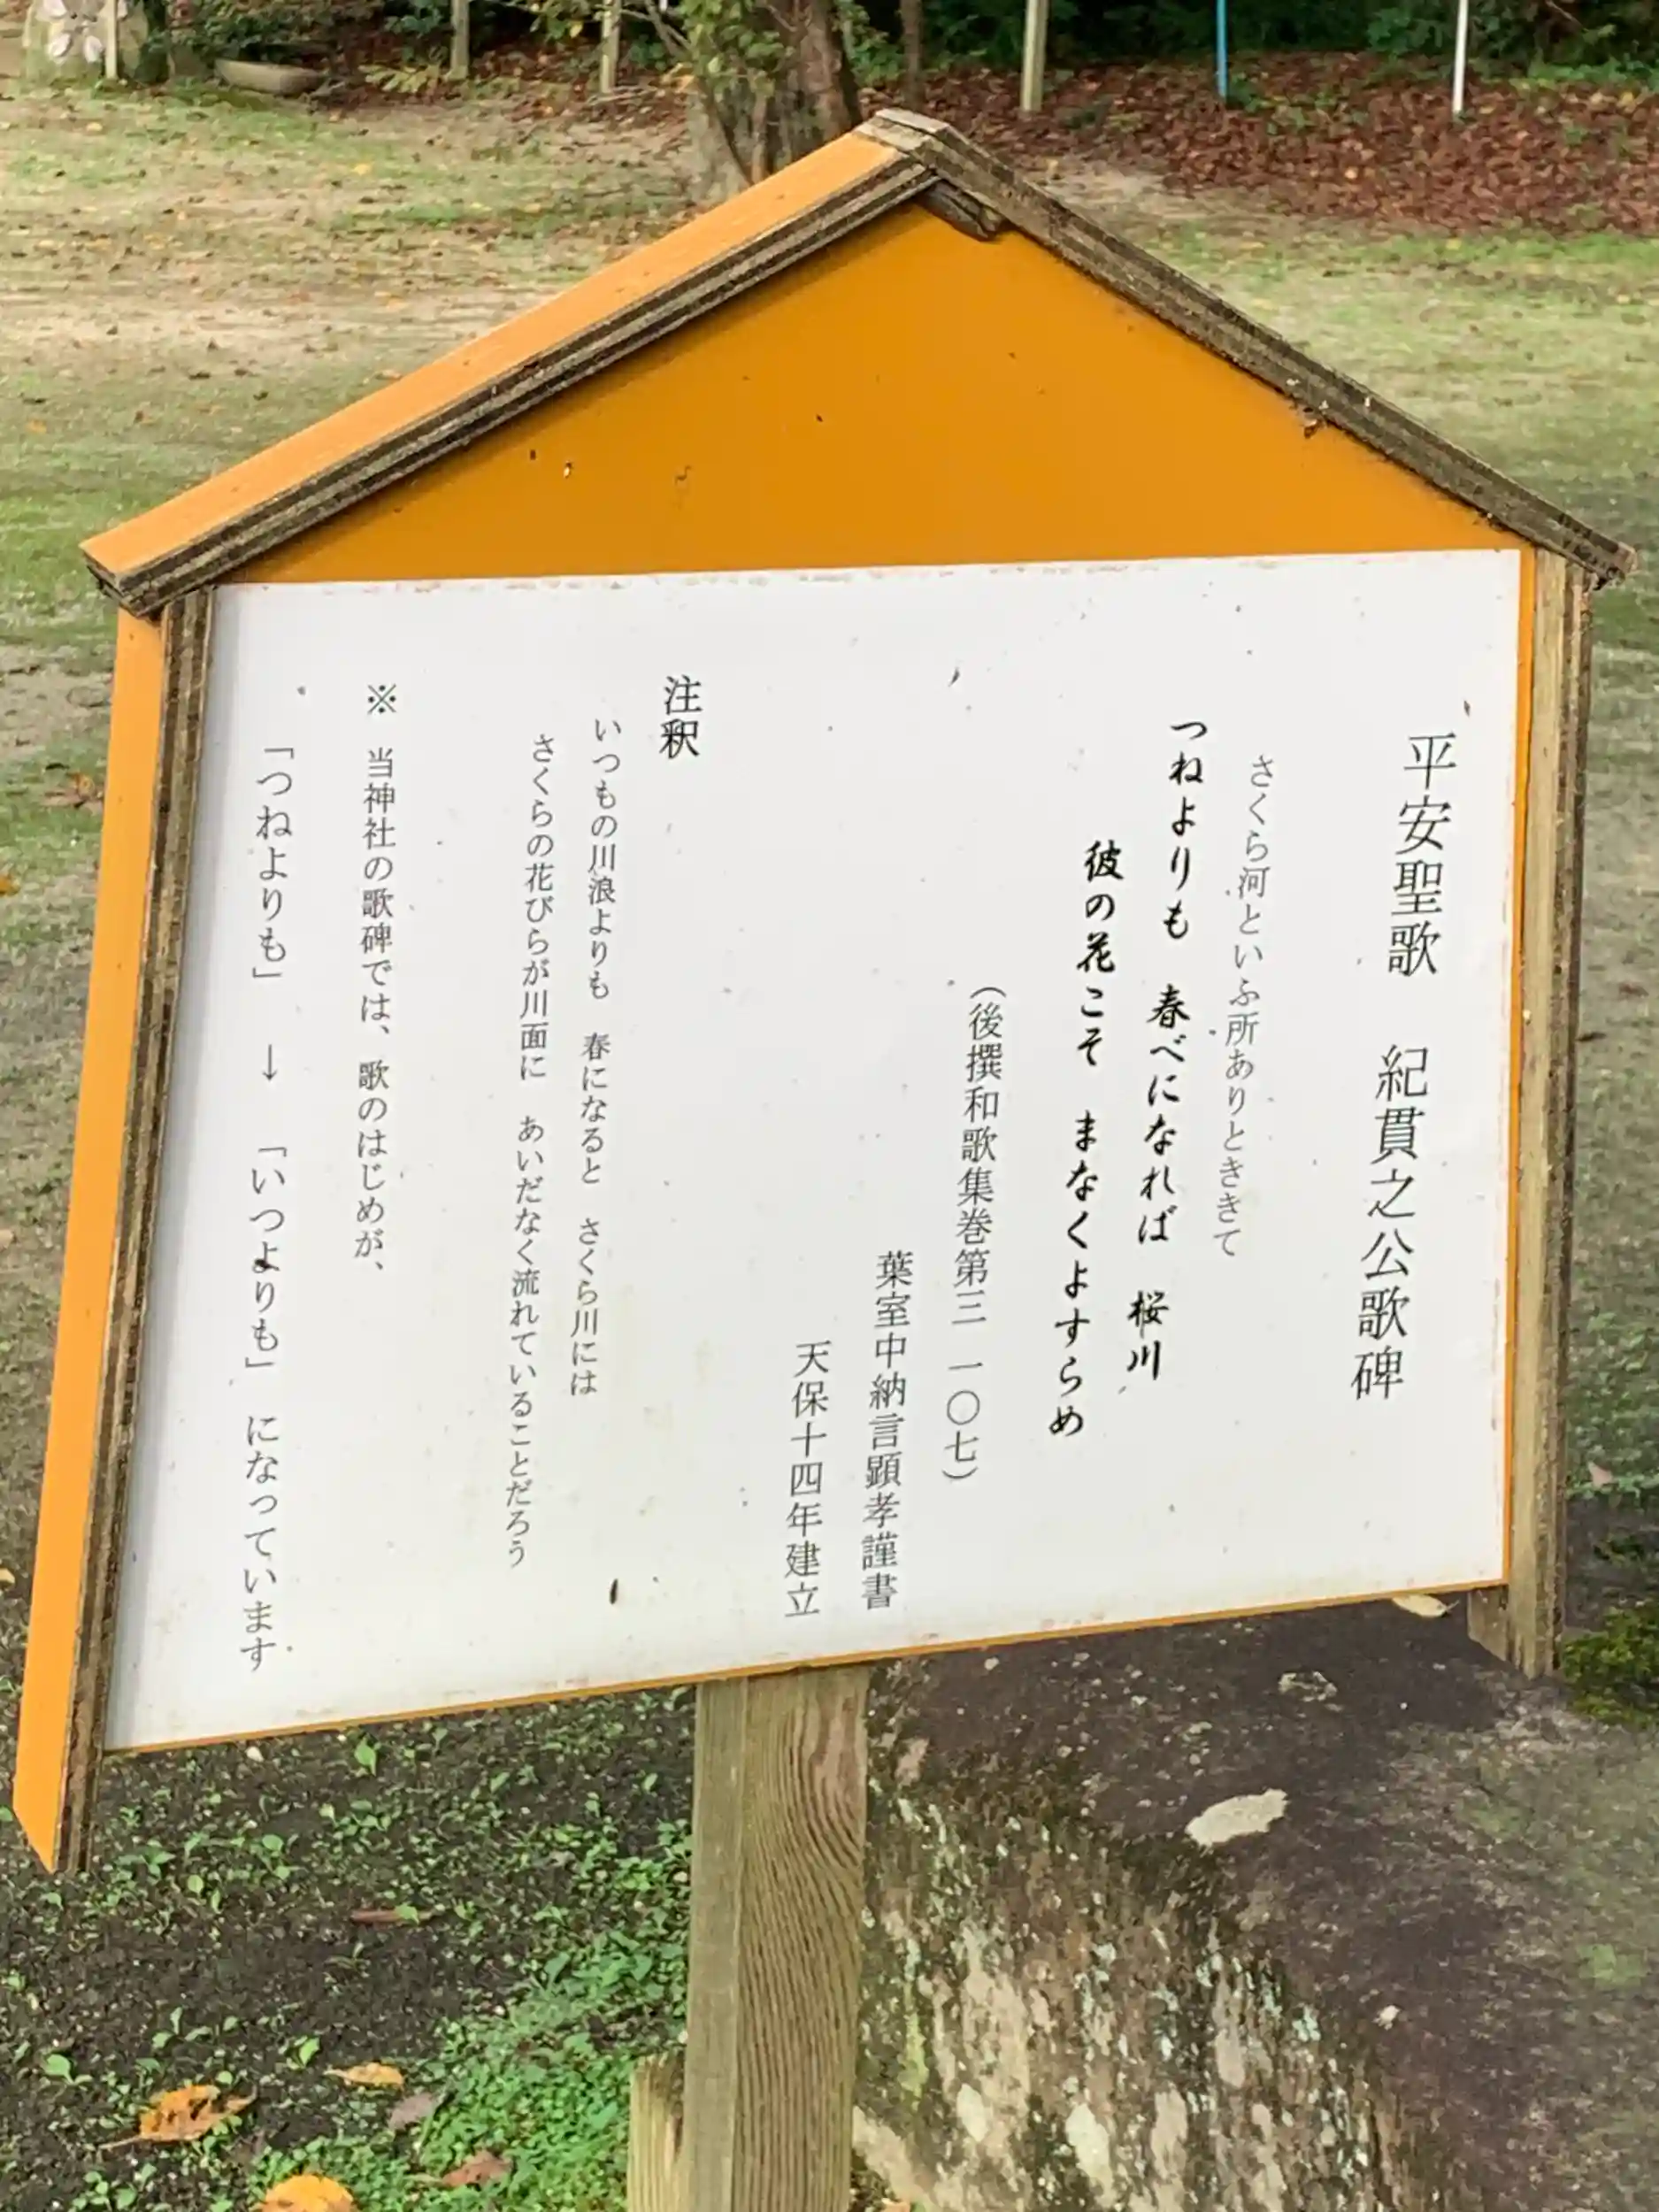 平安聖歌　紀貫之公歌碑
さくら河といふ所ありときゝて
つねよりも　春べになれば　桜川
彼の花こそ　まなくよすらめ
（後撰和歌集巻第三　一〇七）
葉室中納言顕孝謹書
天保十四年建立
注釈
いつもの川浪よりも　春になると　さくら川には
さくらの花びらが川面に　あいだなく流れていることだろう
※　当神社の歌碑では、歌のはじめが、
「つねよりも」　→　「いつよりも」　になっています